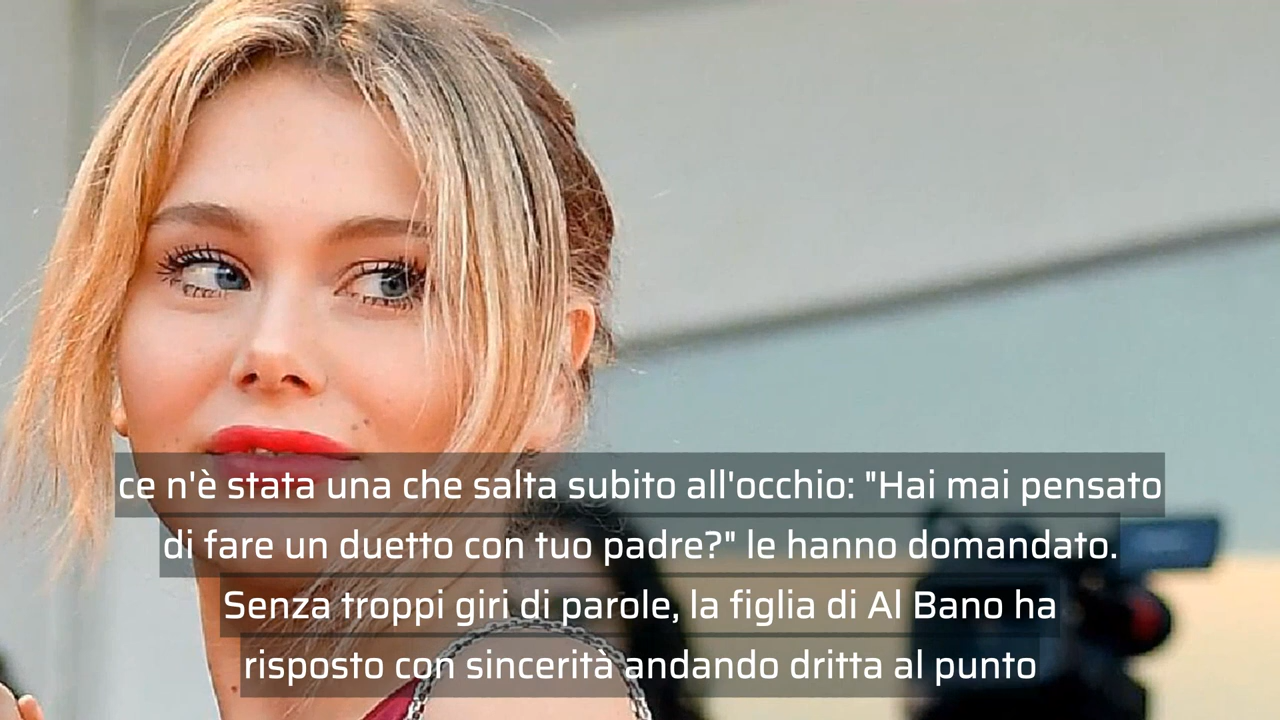 ce n'è stata una che salta subito all'occhio: "Hai mai pensato
di fare un duetto con tuo padre?" le hanno domandato.
Senza troppi giri di parole, la figlia di Al Bano ha
risposto con sincerità andando dritta al punto